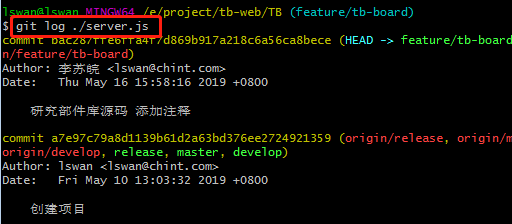 lswan@lswan MINGW64 /e/project/tb-web/TB (feature/tb-board)
$ git log ./server.js
commit bac287ffe6ffa4f7d869b917a218c6a56ca8bece (HEAD -> feature/tb-board, 
n/feature/tb-board)
Author: 李苏皖 <lswan@chint.com>
Date: Thu May 16 15:58:16 2019 +0800
研究部件库源码 添加注释
commit a7e97c79a8d1139b61d2a63bd376ee2724921359 (origin/release, origin/m
origin/develop, release, master, develop)
Author: lswan <lswan@chint.com>
Date: Fri May 10 13:03:32 2019 +0800
创建项目